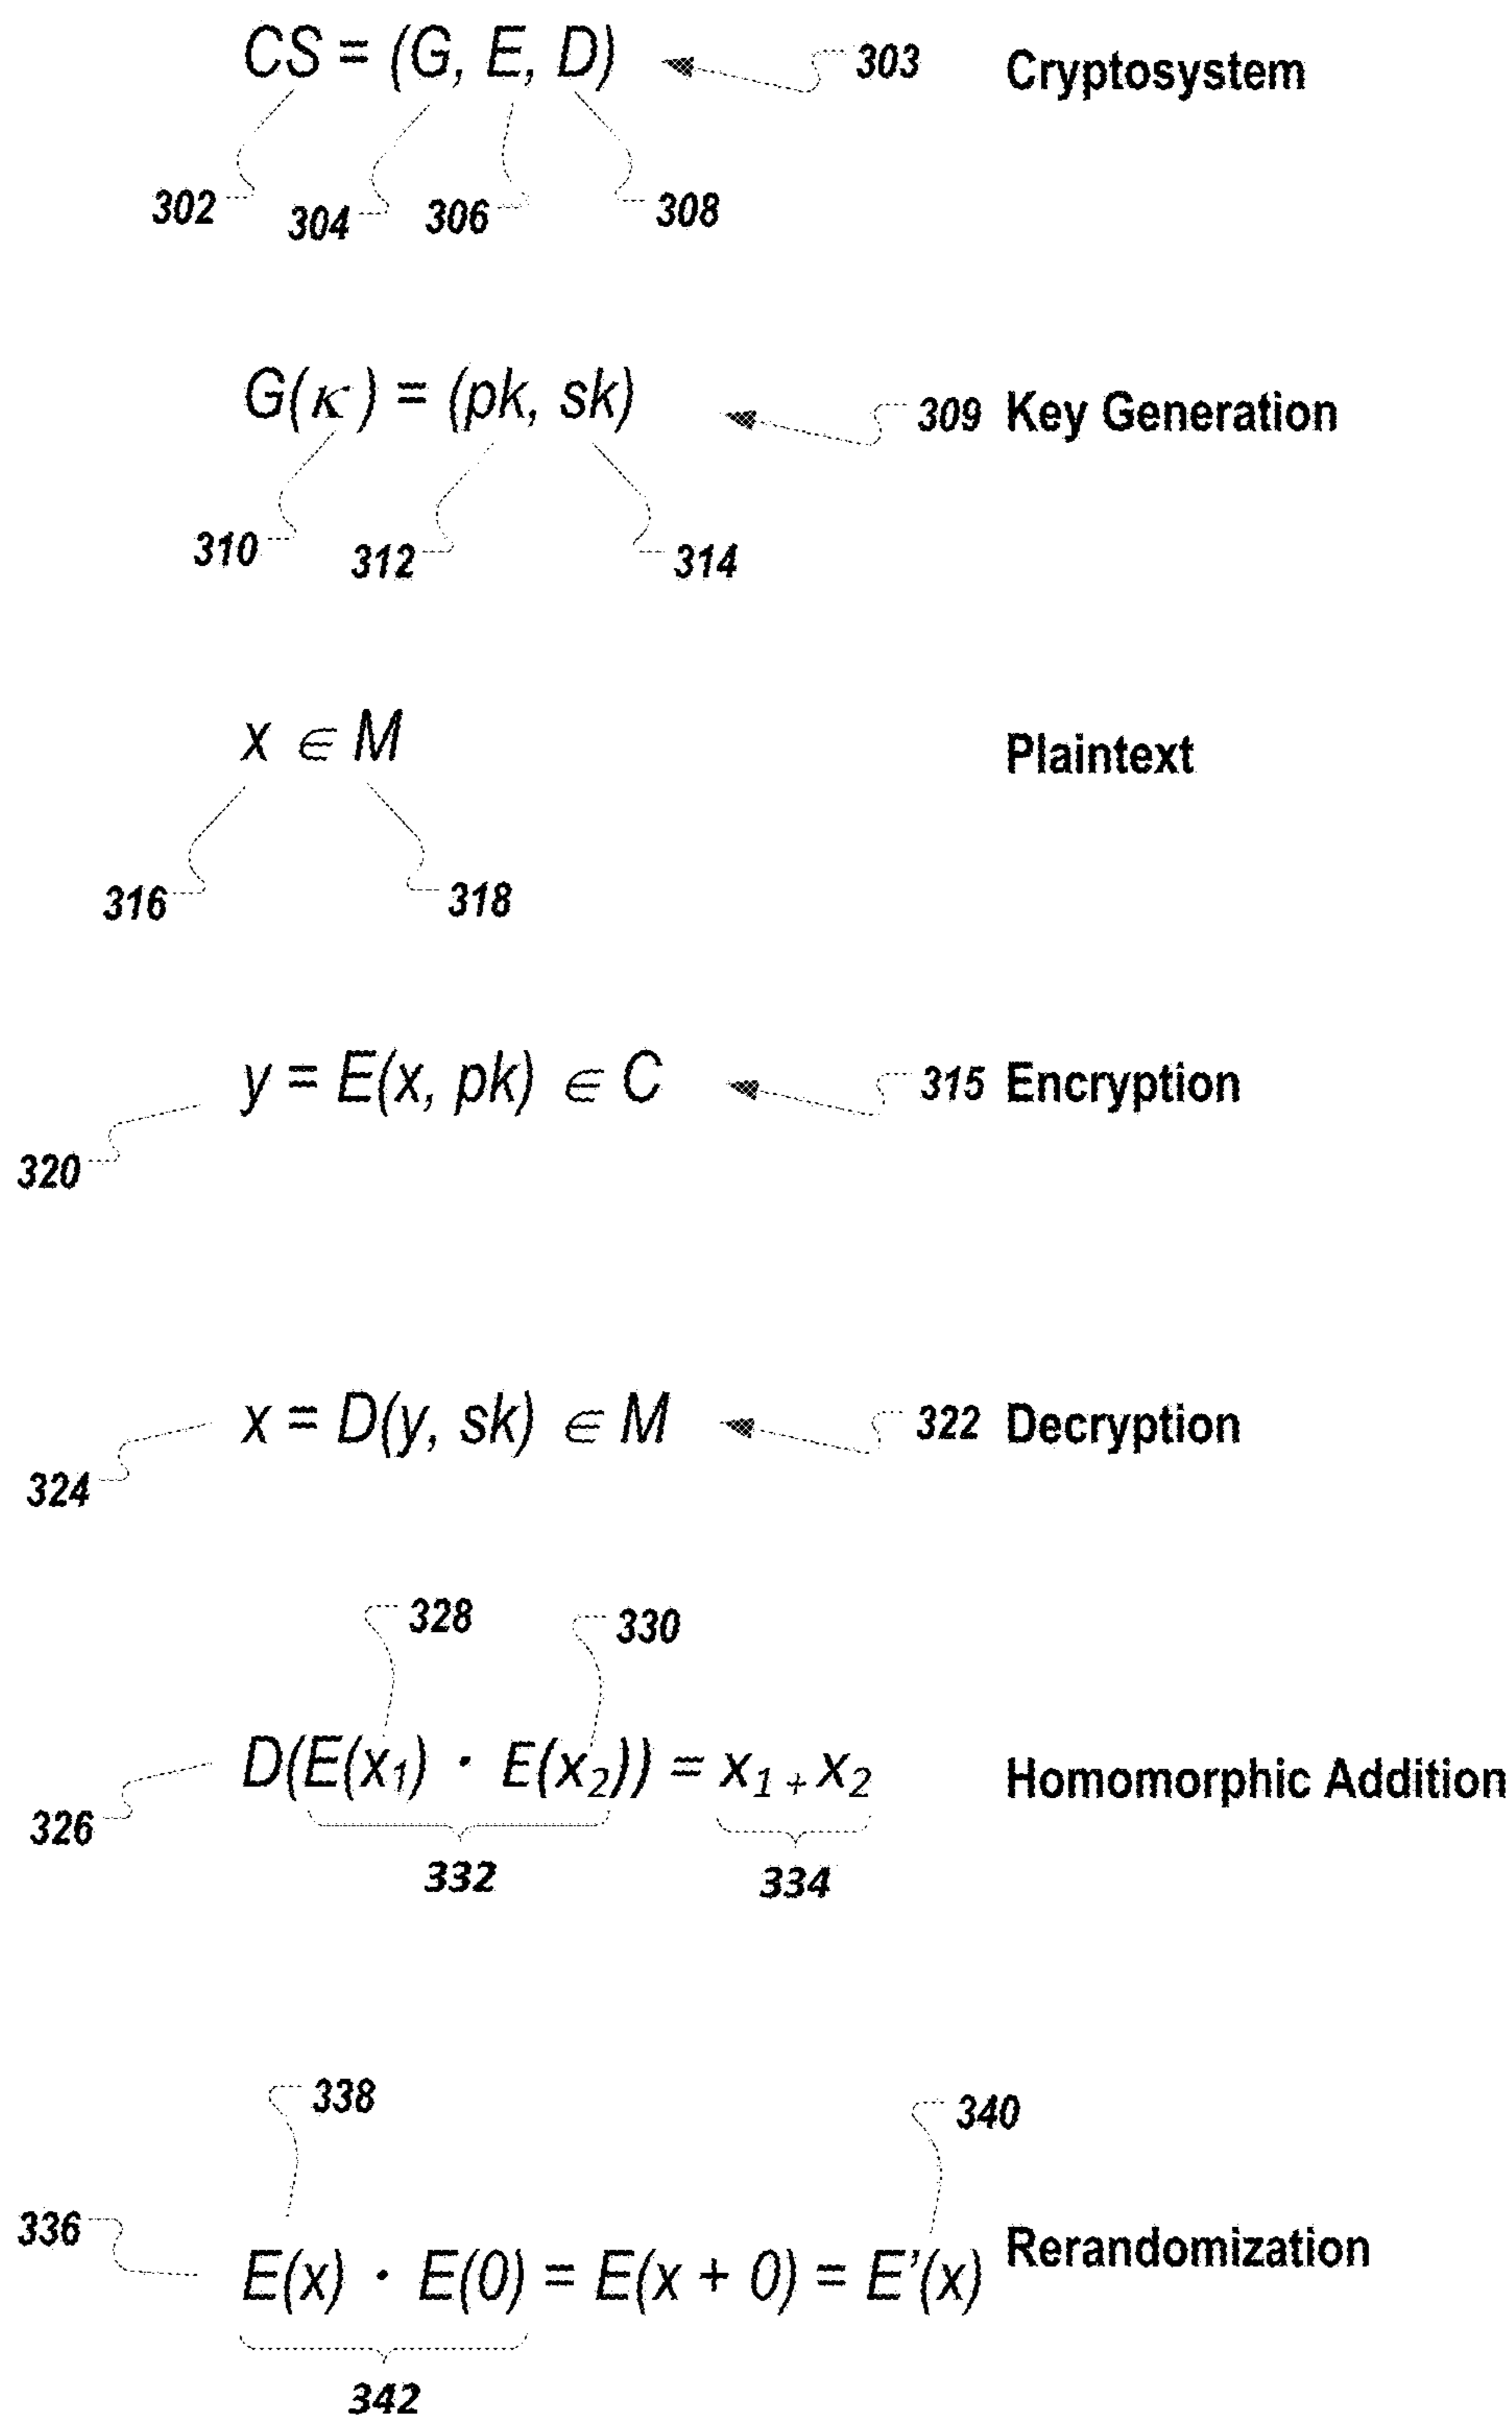 CS = (G, E, D) 303 Cryptosystem
302 304 306 308
G(κ) = (pk, sk) 309 Key Generation
310 312 314
x ∈ M Plaintext
316 318
y = E(x, pk) ∈ C 315 Encryption
320
x = D(y, sk) ∈ M 322 Decryption
324
328 330
D(E(x₁) · E(x₂)) = x₁ + x₂ Homomorphic Addition
326
332 334
338 340
336
E(x) · E(0) = E(x + 0) = E'(x) Rerandomization
342